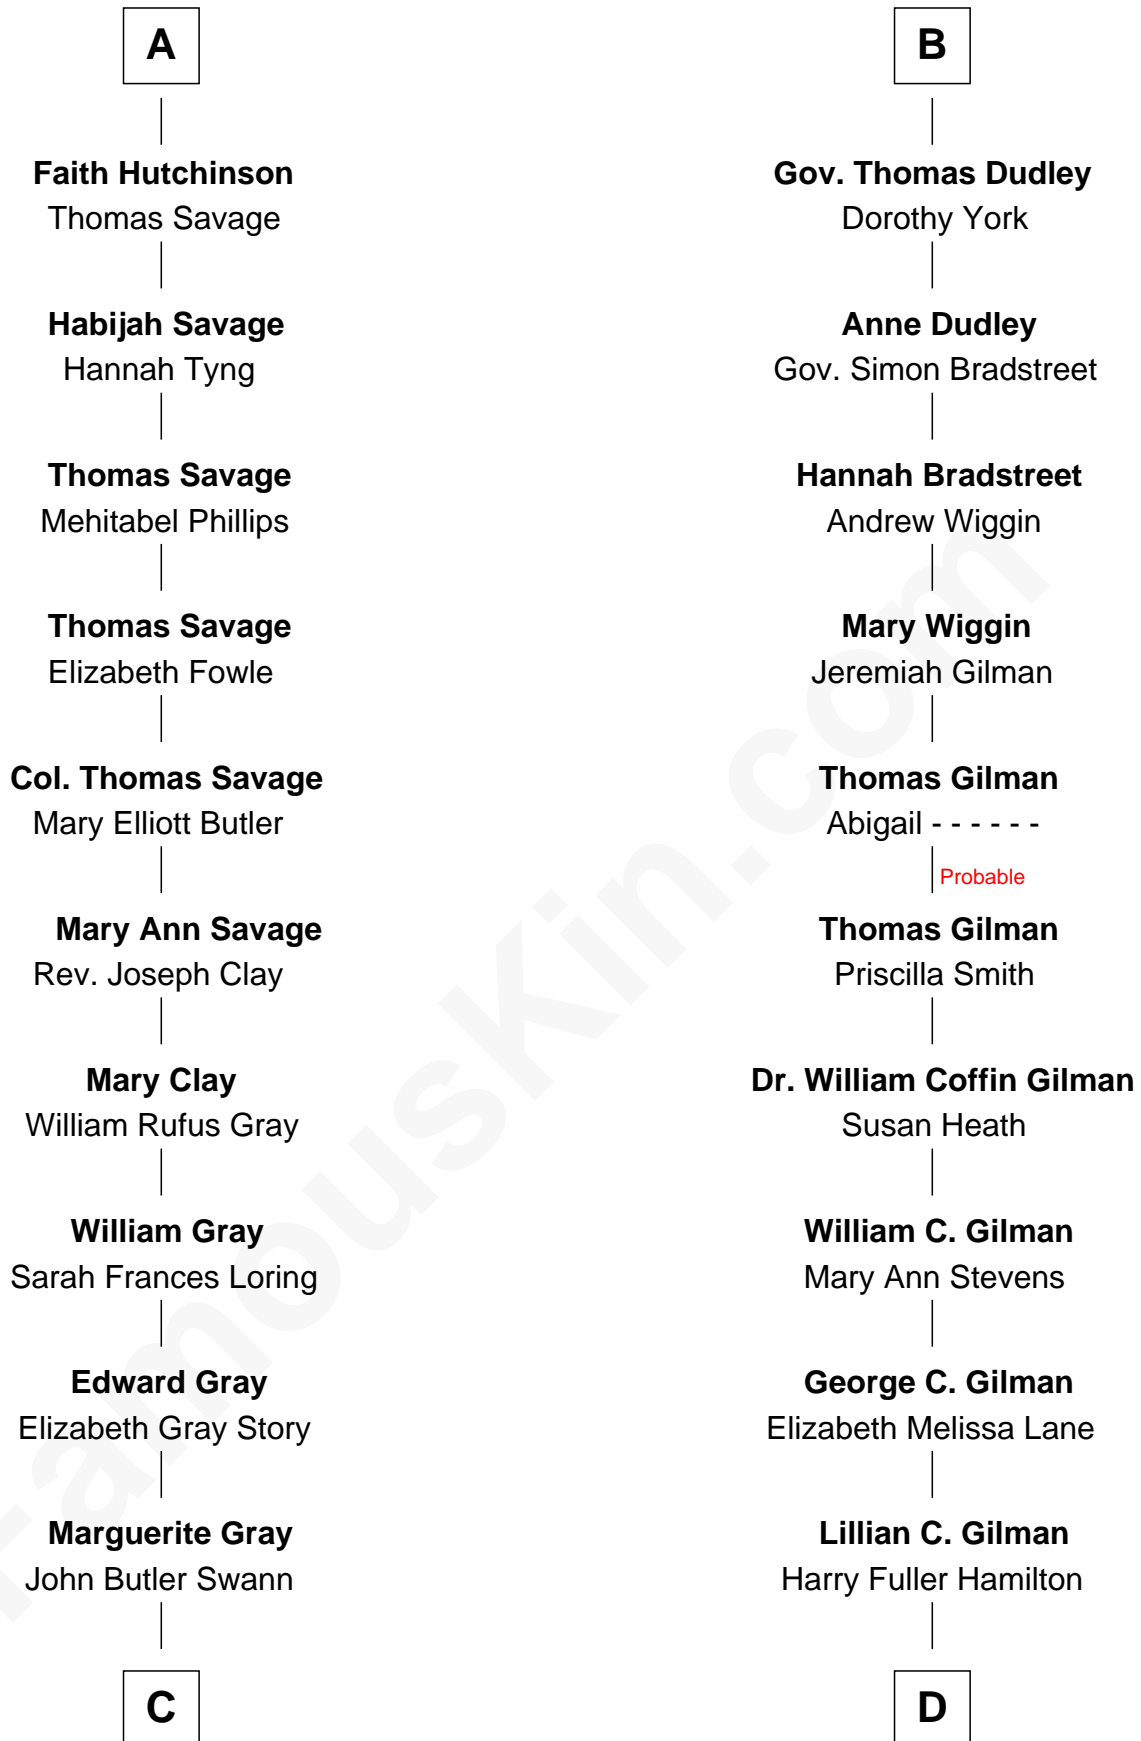 A
Faith Hutchinson
Thomas Savage
Habijah Savage
Hannah Tyng
Thomas Savage
Mehitabel Phillips
Thomas Savage
Elizabeth Fowle
Col. Thomas Savage
Mary Elliott Butler
Mary Ann Savage
Rev. Joseph Clay
Mary Clay
William Rufus Gray
William Gray
Sarah Frances Loring
Edward Gray
Elizabeth Gray Story
Marguerite Gray
John Butler Swann
C
B
Gov. Thomas Dudley
Dorothy York
Anne Dudley
Gov. Simon Bradstreet
Hannah Bradstreet
Andrew Wiggin
Mary Wiggin
Jeremiah Gilman
Thomas Gilman
Abigail - - - - - -
Probable
Thomas Gilman
Priscilla Smith
Dr. William Coffin Gilman
Susan Heath
William C. Gilman
Mary Ann Stevens
George C. Gilman
Elizabeth Melissa Lane
Lillian C. Gilman
Harry Fuller Hamilton
D
FamousKin.com